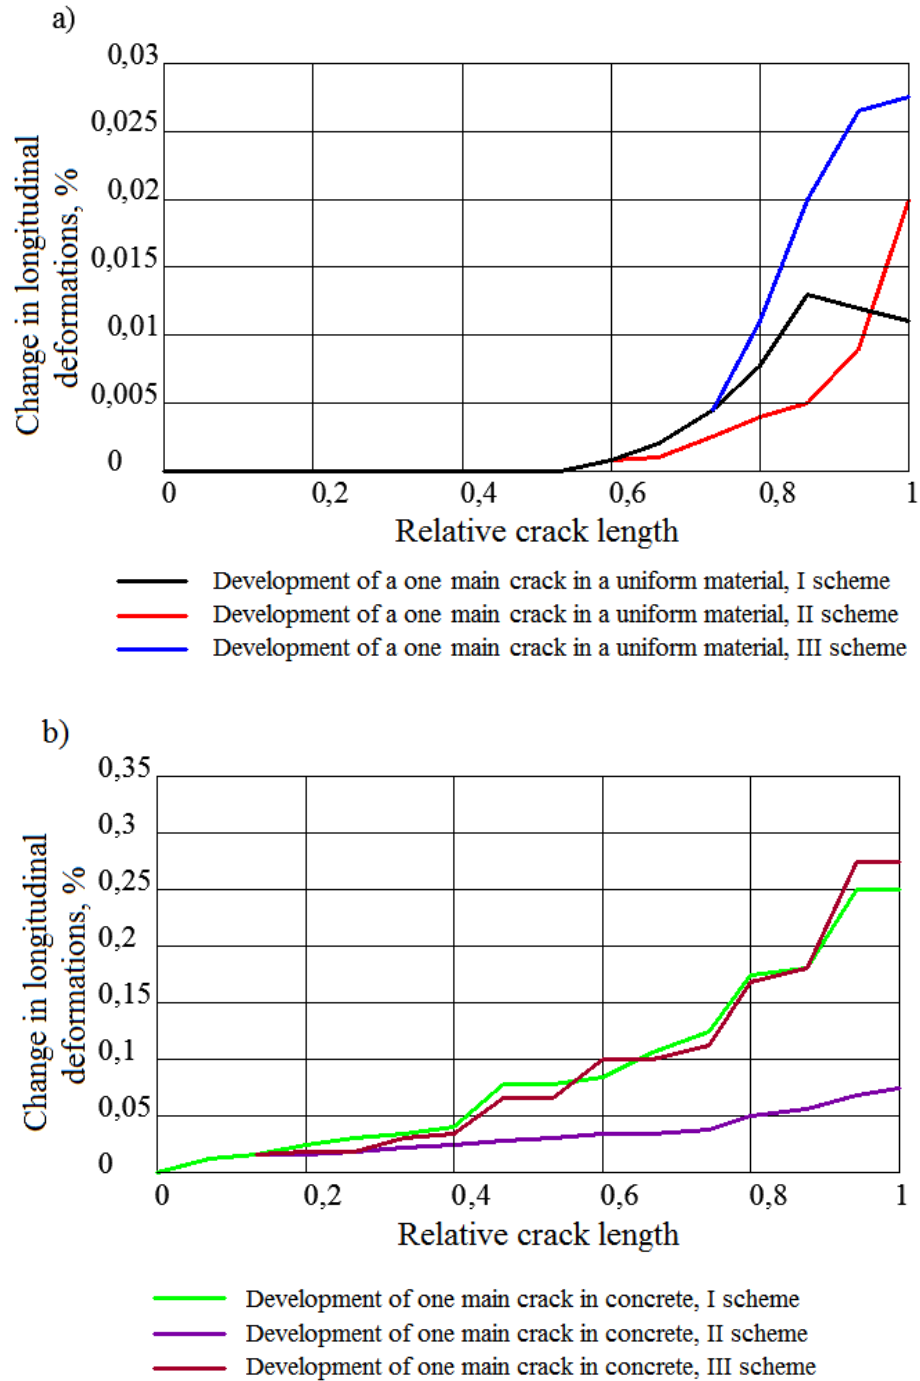 a)
0,03
0,025
0,02
0,015
0,01
0,005
0
Change in longitudinal
deformations, %
0 0,2 0,4 0,6 0,8 1
Relative crack length
Development of a one main crack in a uniform material, I scheme
Development of a one main crack in a uniform material, II scheme
Development of a one main crack in a uniform material, III scheme
b)
0,35
0,3
0,25
0,2
0,15
0,1
0,05
0
Change in longitudinal
deformations, %
0 0,2 0,4 0,6 0,8 1
Relative crack length
Development of one main crack in concrete, I scheme
Development of one main crack in concrete, II scheme
Development of one main crack in concrete, III scheme